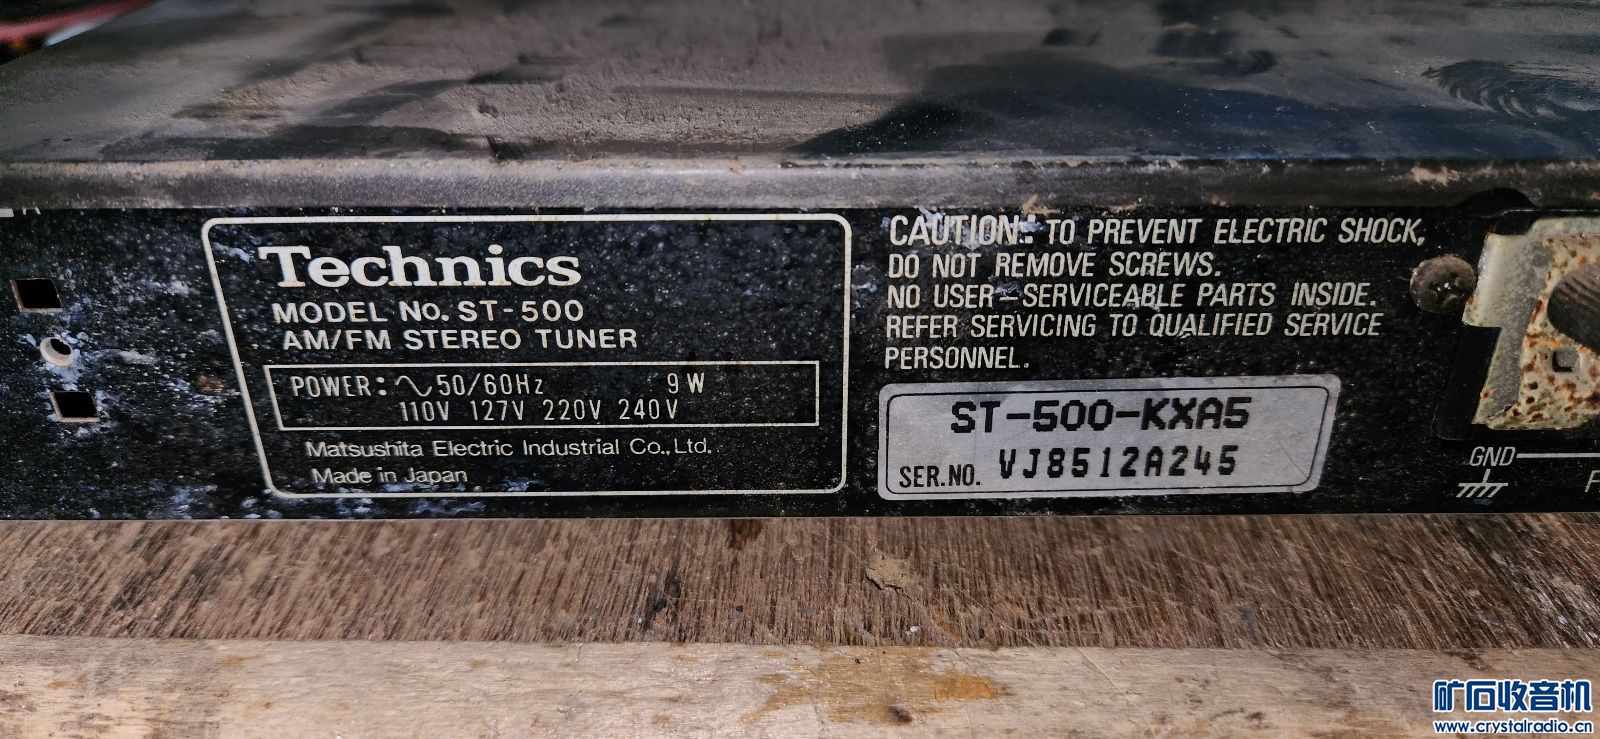 Technics
MODEL No. ST-500
AM/FM STEREO TUNER
POWER: ∿50/60Hz 9W
110V 127V 220V 240V
Matsushita Electric Industrial Co., Ltd.
Made in Japan
CAUTION: TO PREVENT ELECTRIC SHOCK,
DO NOT REMOVE SCREWS.
NO USER-SERVICEABLE PARTS INSIDE.
REFER SERVICING TO QUALIFIED SERVICE
PERSONNEL.
ST-500-KXA5
SER.NO. VJ8512A245
GND
矿石收音机
www.crystalradio.cn